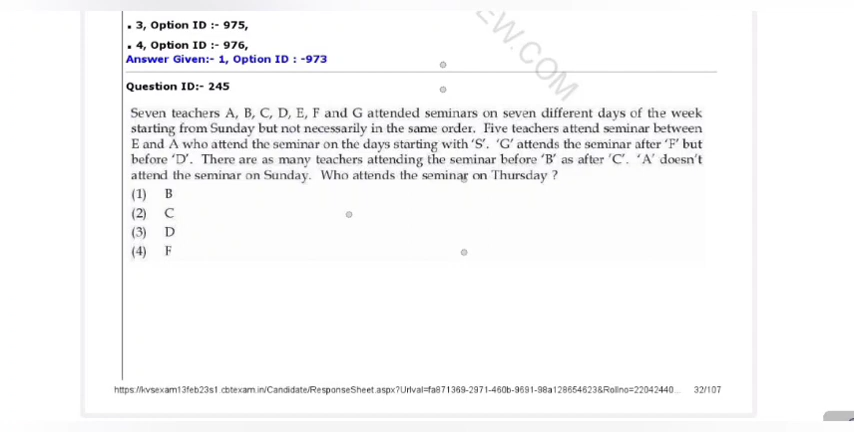 . 3, Option ID :- 975,
. 4, Option ID :- 976,
Answer Given:- 1, Option ID : -973
W.COM
Question ID:- 245
Seven teachers A, B, C, D, E, F and G attended seminars on seven different days of the week
starting from Sunday but not necessarily in the same order. Five teachers attend seminar between
E and A who attend the seminar on the days starting with 'S'. 'G' attends the seminar after 'F' but
before 'D'. There are as many teachers attending the seminar before 'B' as after 'C'. 'A' doesn't
attend the seminar on Sunday. Who attends the seminar on Thursday ?
(1) B
(2) C
(3) D
(4) F
https://kvsexam13feb23s1.cbtexam.in/Candidate/ResponseSheet.aspx?Urlval=fa871369-2971-460b-9691-98a128654623&Rollno=22042440... 32/107